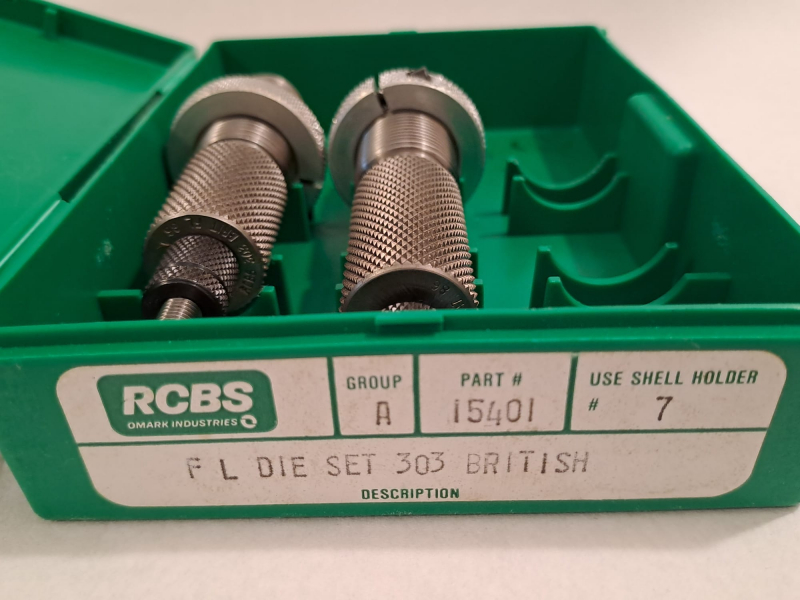 RCBS
OMARK INDUSTRIES
GROUP
A
PART #
15401
USE SHELL HOLDER
# 7
F L DIE SET 303 BRITISH
DESCRIPTION